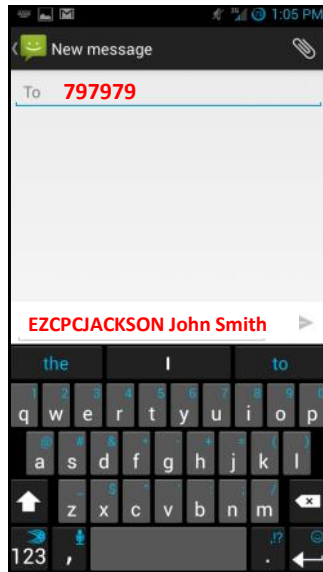 1:05 PM
New message
To 797979
EZCPCJACKSON John Smith
the I to
1 2 3 4 5 6 7 8 9 0
q w e r t y u i o p
@ # & * - + = ( )
a s d f g h j k l
$ /
z x c v b n m
,!?
123 , .